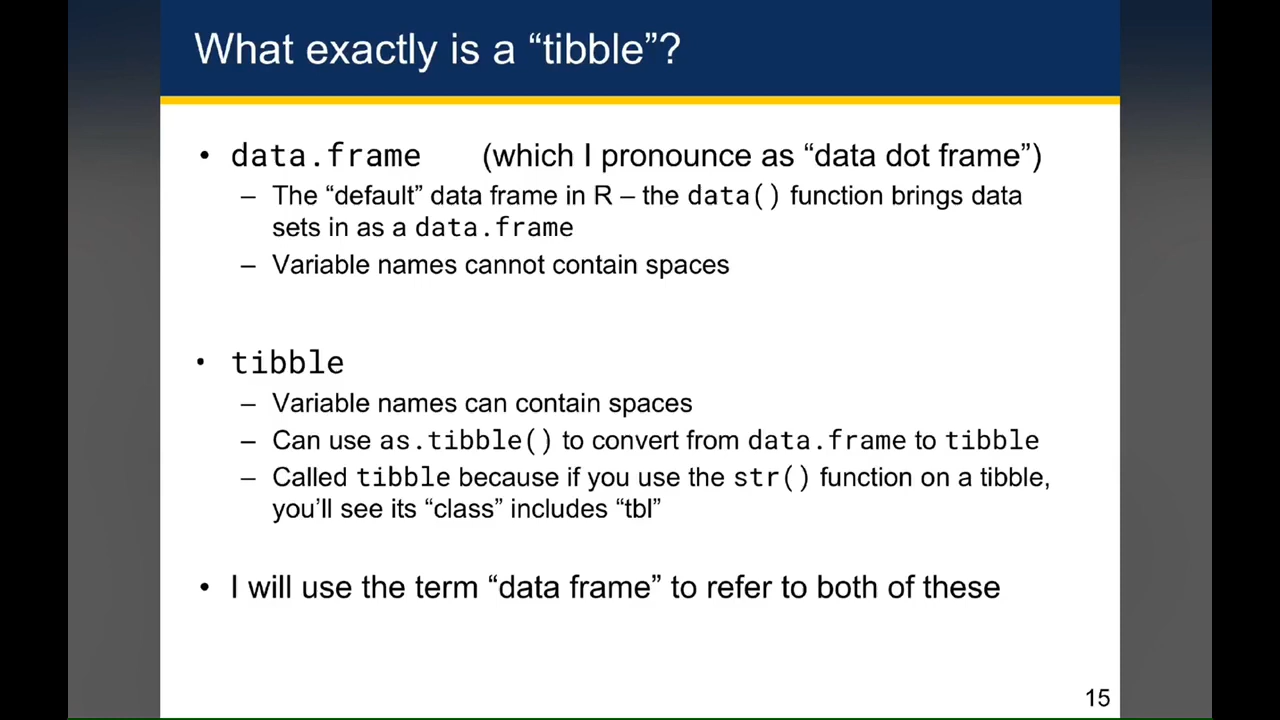 What exactly is a “tibble”?
• data.frame (which I pronounce as “data dot frame”)
– The “default” data frame in R – the data() function brings data
sets in as a data.frame
– Variable names cannot contain spaces
• tibble
– Variable names can contain spaces
– Can use as.tibble() to convert from data.frame to tibble
– Called tibble because if you use the str() function on a tibble,
you’ll see its “class” includes “tbl”
• I will use the term “data frame” to refer to both of these
15